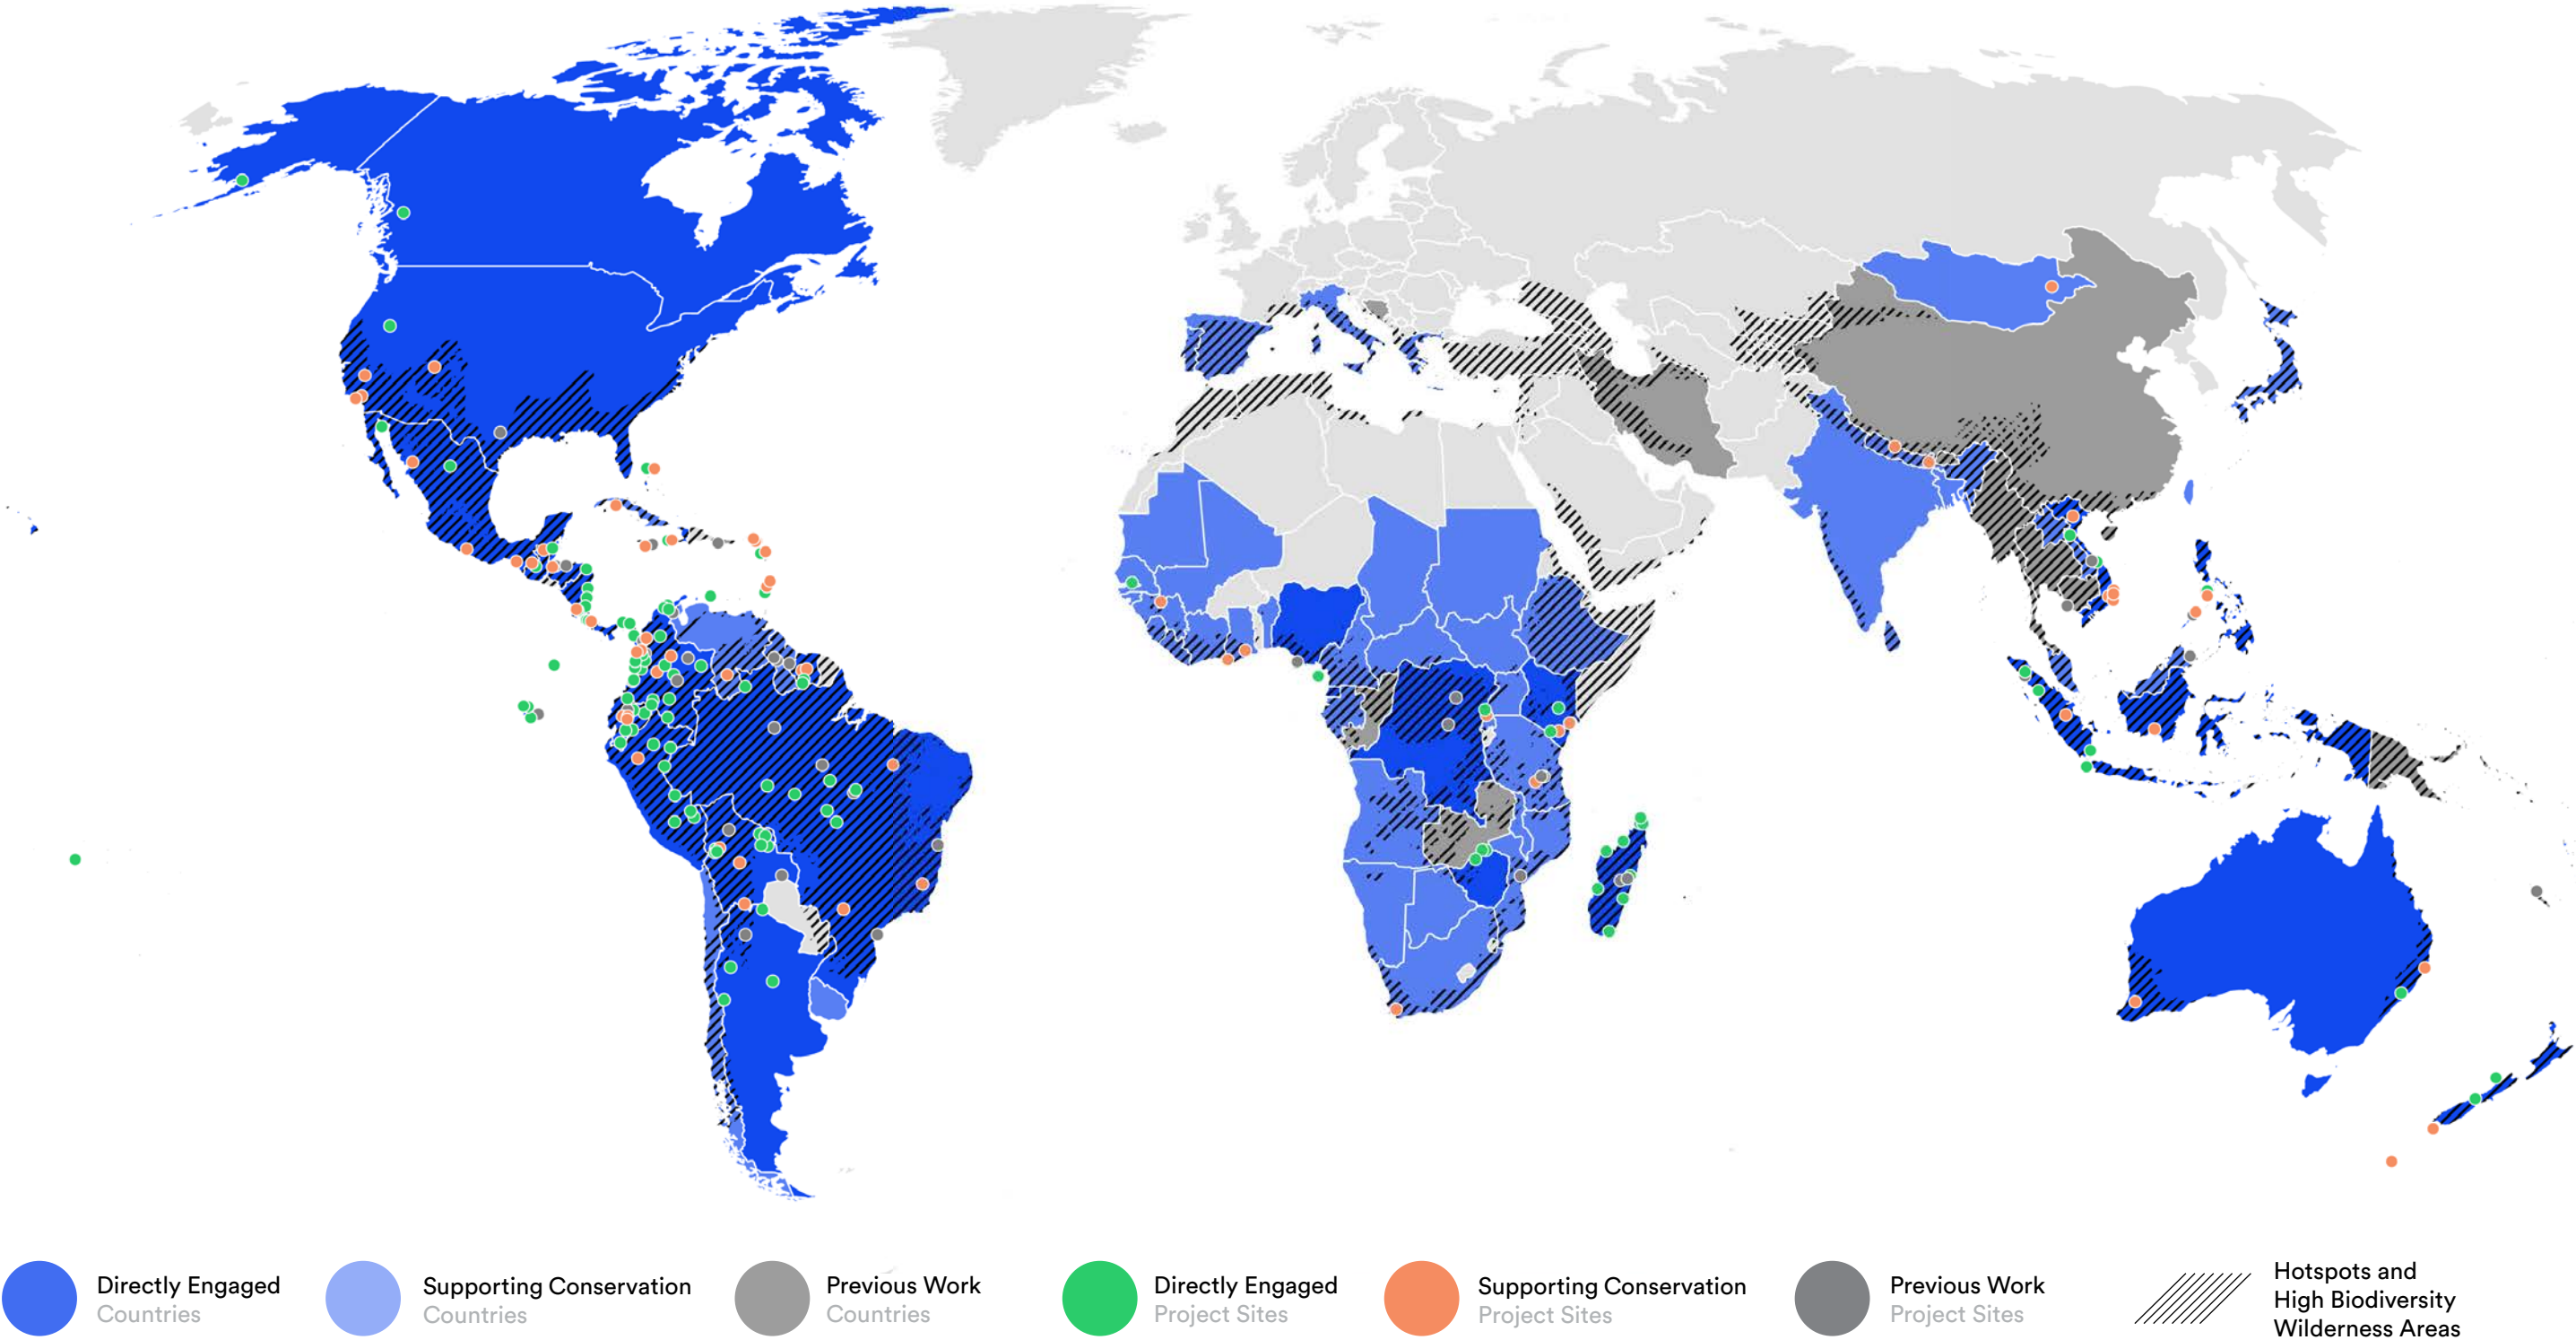 Directly Engaged
Countries
Supporting Conservation
Countries
Previous Work
Countries
Directly Engaged
Project Sites
Supporting Conservation
Project Sites
Previous Work
Project Sites
Hotspots and
High Biodiversity
Wilderness Areas